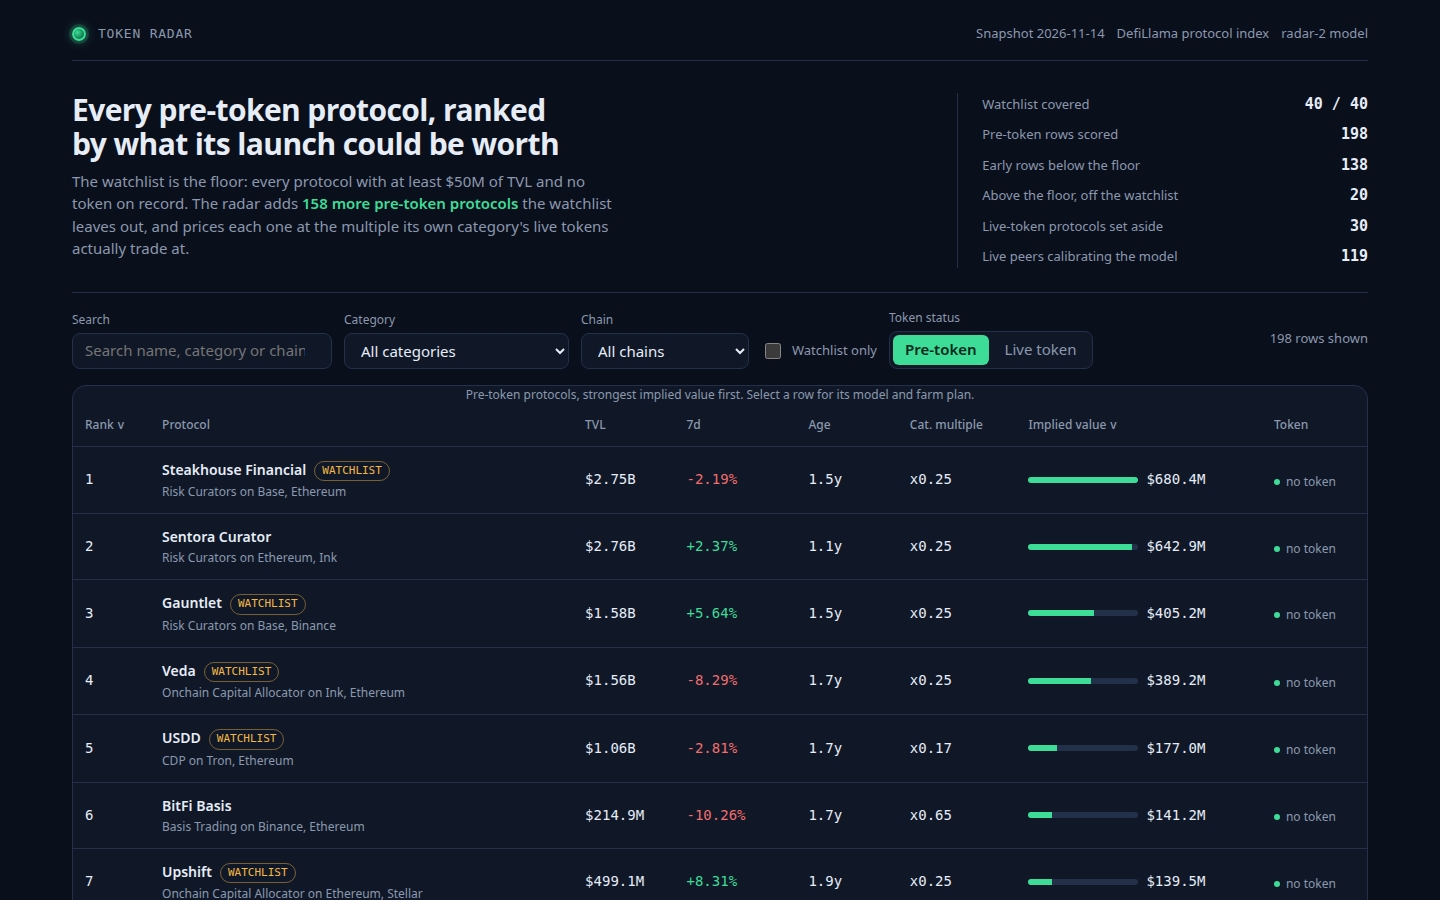 TOKEN RADAR
Snapshot 2026-11-14 DefiLlama protocol index radar-2 model
Every pre-token protocol, ranked
by what its launch could be worth
The watchlist is the floor: every protocol with at least $50M of TVL and no
token on record. The radar adds 158 more pre-token protocols the watchlist
leaves out, and prices each one at the multiple its own category's live tokens
actually trade at.
Watchlist covered 40 / 40
Pre-token rows scored 198
Early rows below the floor 138
Above the floor, off the watchlist 20
Live-token protocols set aside 30
Live peers calibrating the model 119
Search
Search name, category or chain
Category
All categories
Chain
All chains
Watchlist only
Token status
Pre-token Live token
198 rows shown
Pre-token protocols, strongest implied value first. Select a row for its model and farm plan.
Rank v Protocol TVL 7d Age Cat. multiple Implied value v Token
1 Steakhouse Financial WATCHLIST $2.75B -2.19% 1.5y x0.25 $680.4M no token
Risk Curators on Base, Ethereum
2 Sentora Curator $2.76B +2.37% 1.1y x0.25 $642.9M no token
Risk Curators on Ethereum, Ink
3 Gauntlet WATCHLIST $1.58B +5.64% 1.5y x0.25 $405.2M no token
Risk Curators on Base, Binance
4 Veda WATCHLIST $1.56B -8.29% 1.7y x0.25 $389.2M no token
Onchain Capital Allocator on Ink, Ethereum
5 USDD WATCHLIST $1.06B -2.81% 1.7y x0.17 $177.0M no token
CDP on Tron, Ethereum
6 BitFi Basis $214.9M -10.26% 1.7y x0.65 $141.2M no token
Basis Trading on Binance, Ethereum
7 Upshift WATCHLIST $499.1M +8.31% 1.9y x0.25 $139.5M no token
Onchain Capital Allocator on Ethereum, Stellar